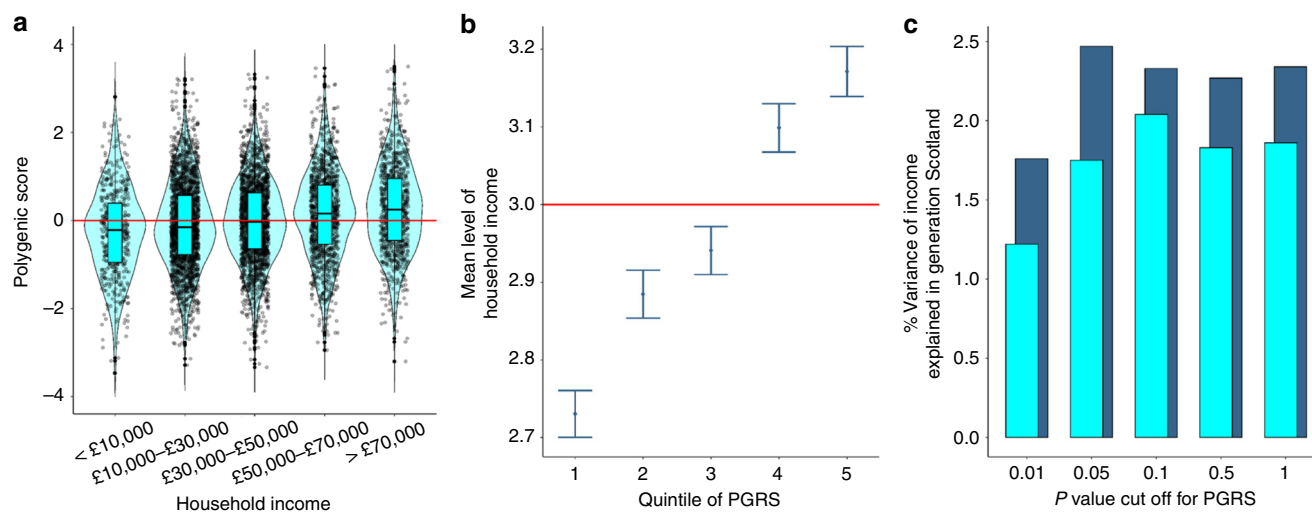 a
4
2
0
−2
−4
Polygenic score
< £10,000
£10,000–£30,000
£30,000–£50,000
£50,000–£70,000
> £70,000
Household income
b
3.2
3.1
3.0
2.9
2.8
2.7
Mean level of
household income
1 2 3 4 5
Quintile of PGRS
c
2.5
2.0
1.5
1.0
0.5
0.0
% Variance of income
explained in generation Scotland
0.01 0.05 0.1 0.5 1
P value cut off for PGRS